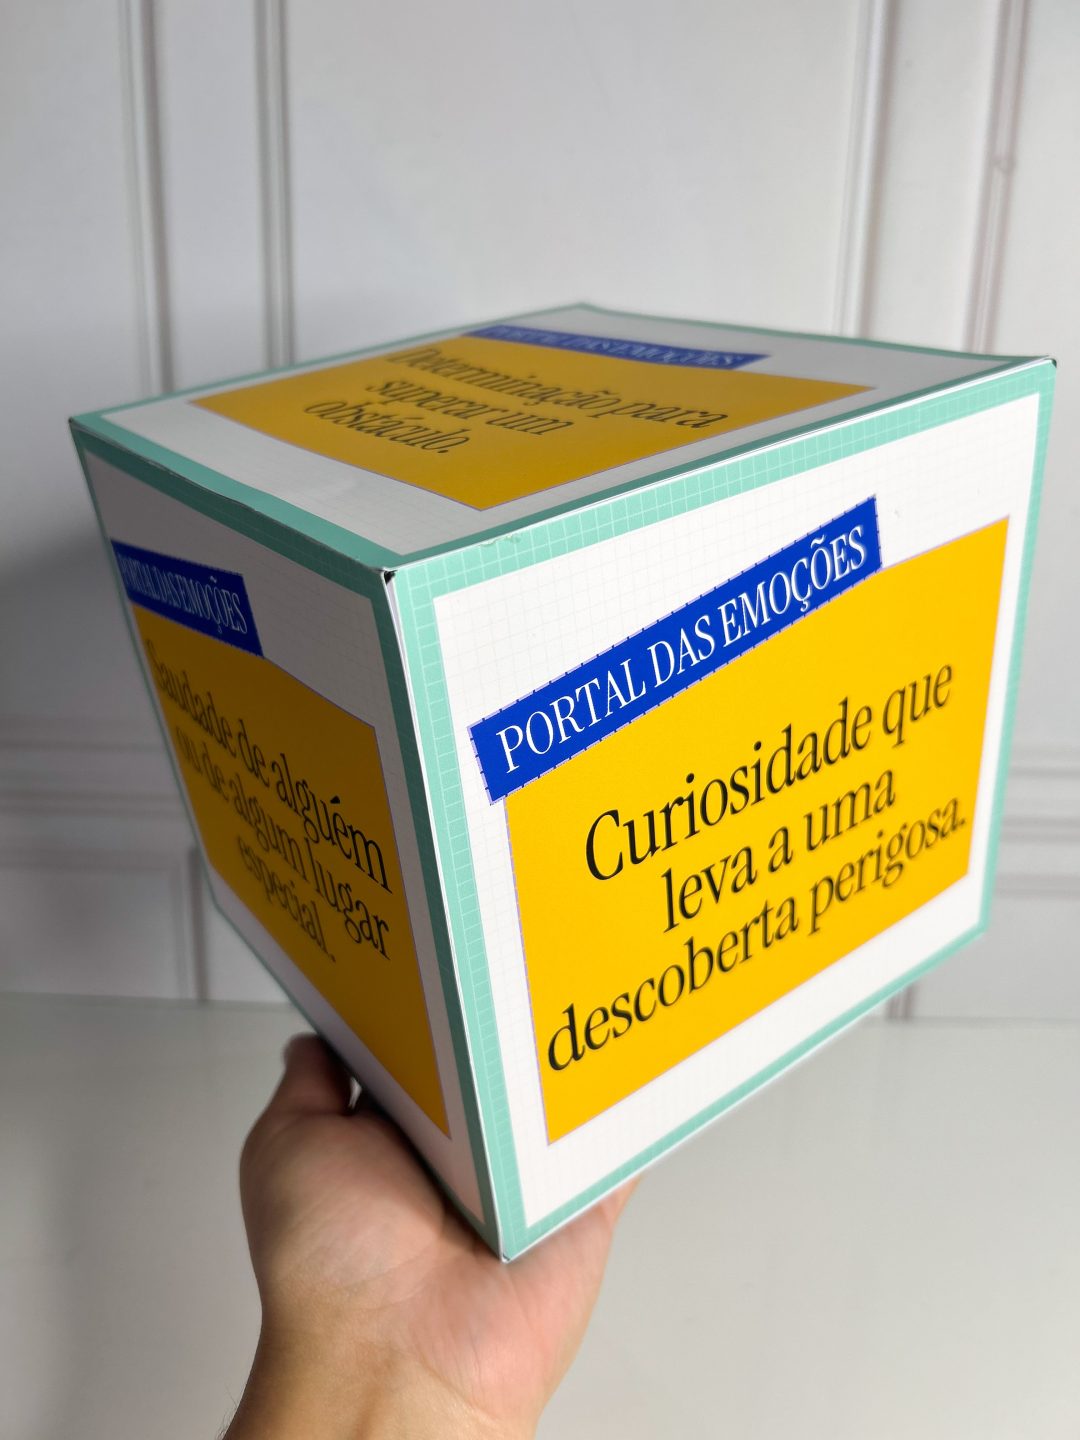 PORTAL DAS EMOÇÕES
Determinação para
superar um
obstáculo.
PORTAL DAS EMOÇÕES
Saudade de alguém
ou de algum lugar
especial.
PORTAL DAS EMOÇÕES
Curiosidade que
leva a uma
descoberta perigosa.